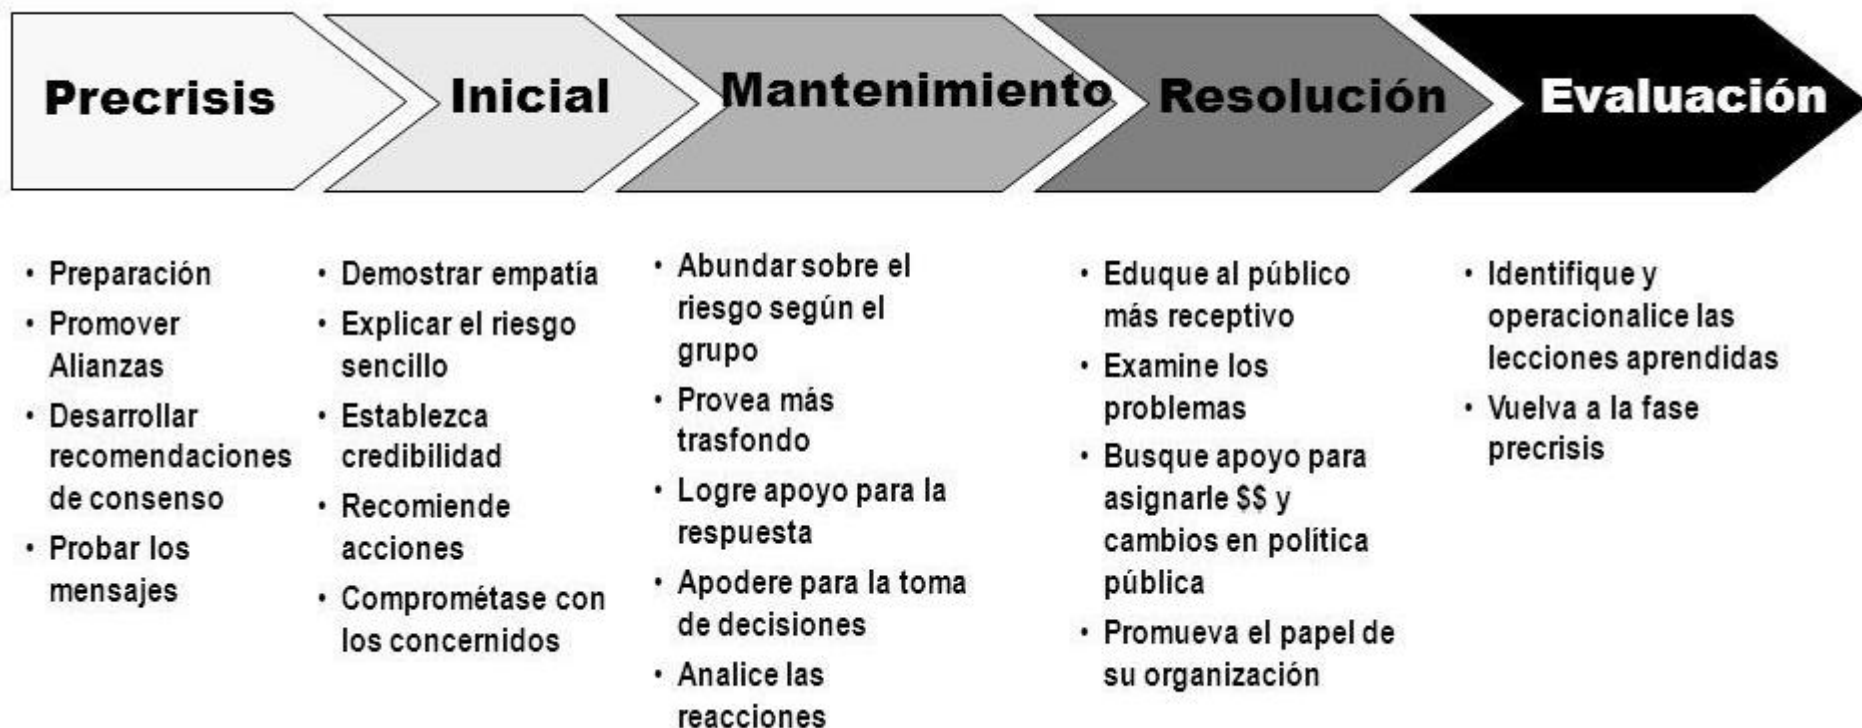 Precrisis
Inicial
Mantenimiento
Resolución
Evaluación
• Preparación
• Promover
Alianzas
• Desarrollar
recomendaciones
de consenso
• Probar los
mensajes
• Demostrar empatía
• Explicar el riesgo
sencillo
• Establezca
credibilidad
• Recomiende
acciones
• Comprométase con
los concernidos
• Abundar sobre el
riesgo según el
grupo
• Provea más
trasfondo
• Logre apoyo para la
respuesta
• Apodere para la toma
de decisiones
• Analice las
reacciones
• Eduque al público
más receptivo
• Examine los
problemas
• Busque apoyo para
asignarle $$ y
cambios en política
pública
• Promueva el papel de
su organización
• Identifique y
operacionalice las
lecciones aprendidas
• Vuelva a la fase
precrisis